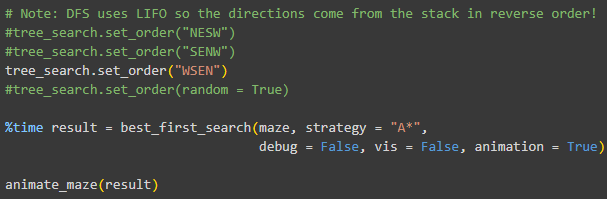 # Note: DFS uses LIFO so the directions come from the stack in reverse order!
#tree_search.set_order("NESW")
#tree_search.set_order("SENW")
tree_search.set_order("WSEN")
#tree_search.set_order(random = True)
%time result = best_first_search(maze, strategy = "A*",
debug = False, vis = False, animation = True)
animate_maze(result)